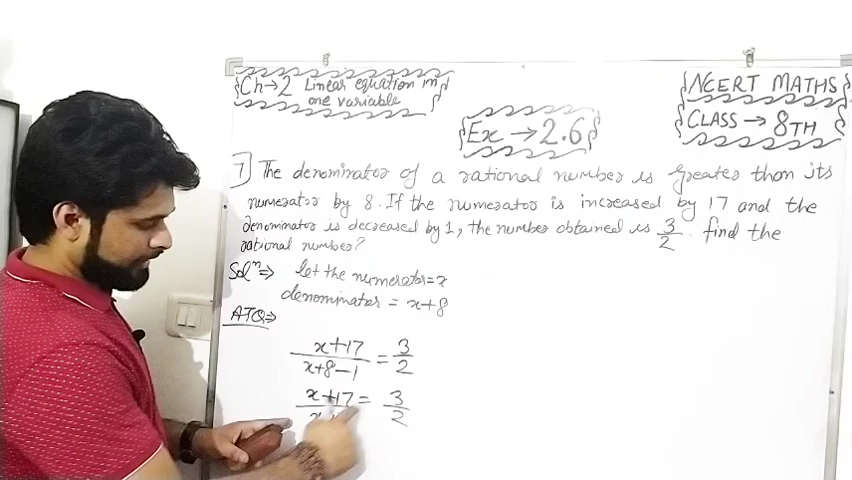 Ch→2 Linear equation in
one variable
NCERT MATHS
CLASS → 8TH
Ex → 2.6
7] The denominator of a rational number is greater than its
numerator by 8. If the numerator is increased by 17 and the
denominator is decreased by 1, the number obtained is 3/2. find the
rational number?
Solⁿ⇒ let the numerator = x
denominator = x+8
ATQ⇒
x+17/x+8-1 = 3/2
x+17/ = 3/2